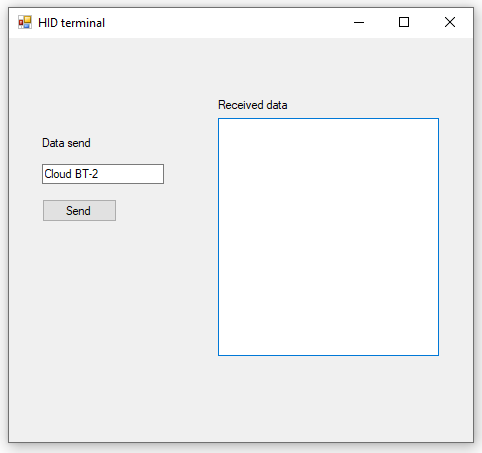 HID terminal
Received data
Data send
Cloud BT-2
Send